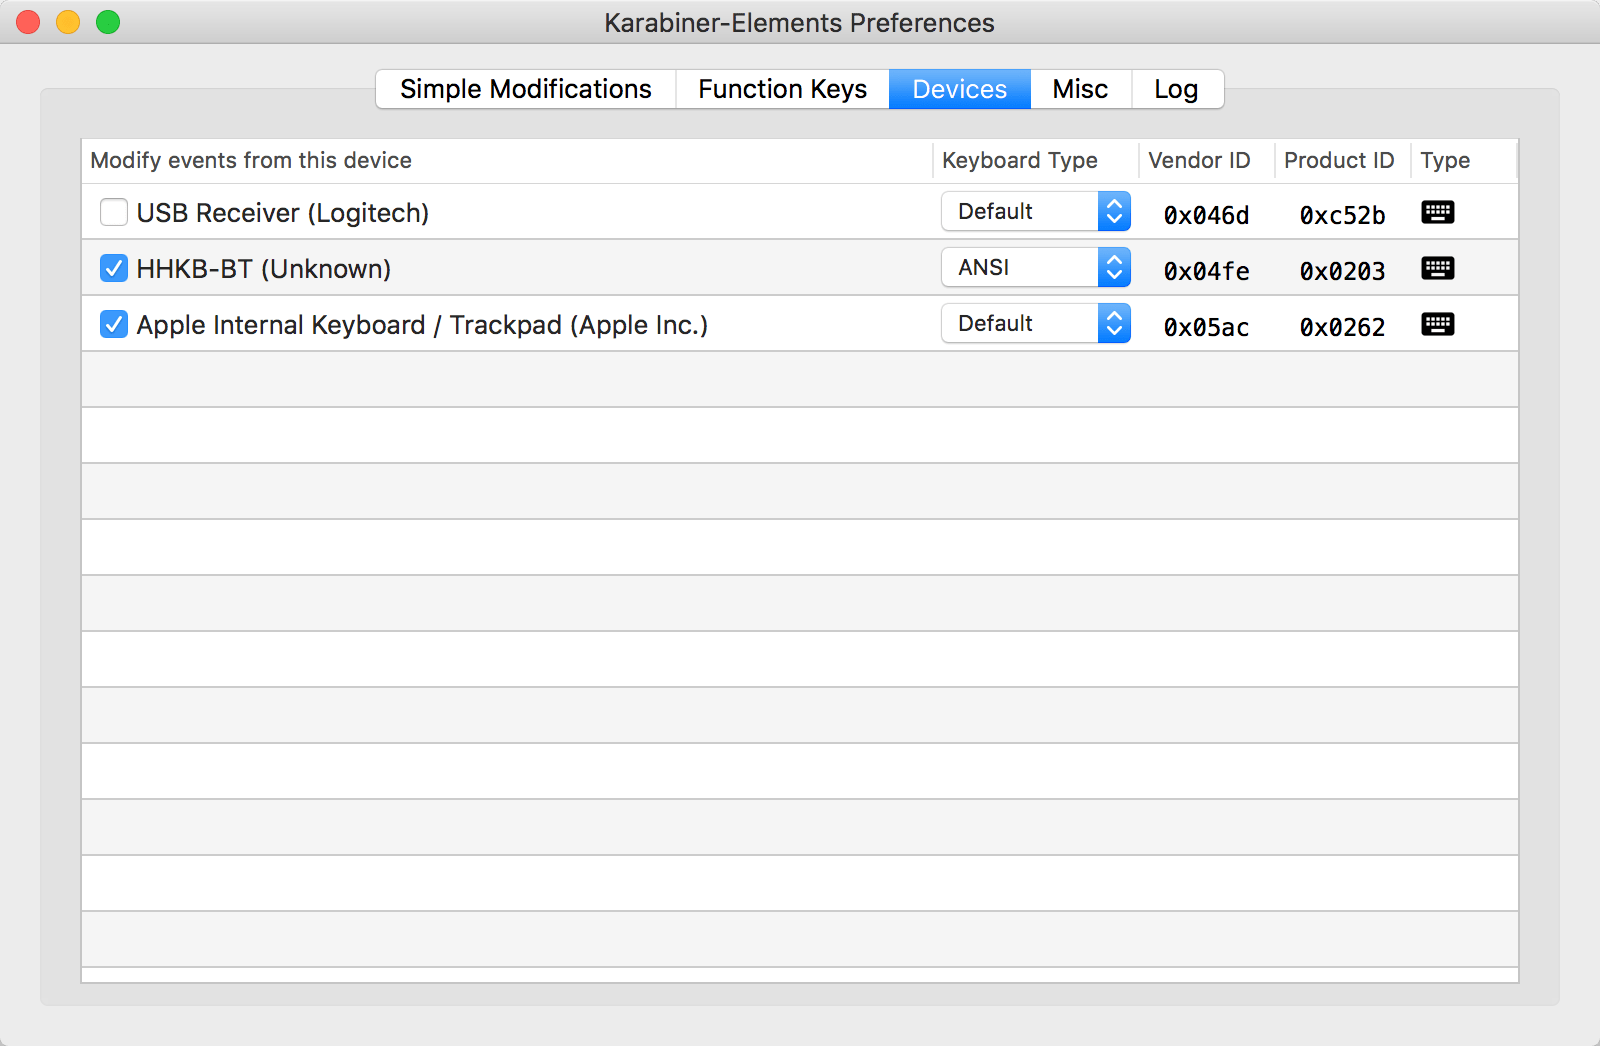 Karabiner-Elements Preferences
Simple Modifications Function Keys Devices Misc Log
Modify events from this device Keyboard Type Vendor ID Product ID Type
USB Receiver (Logitech) Default 0x046d 0xc52b
HHKB-BT (Unknown) ANSI 0x04fe 0x0203
Apple Internal Keyboard / Trackpad (Apple Inc.) Default 0x05ac 0x0262